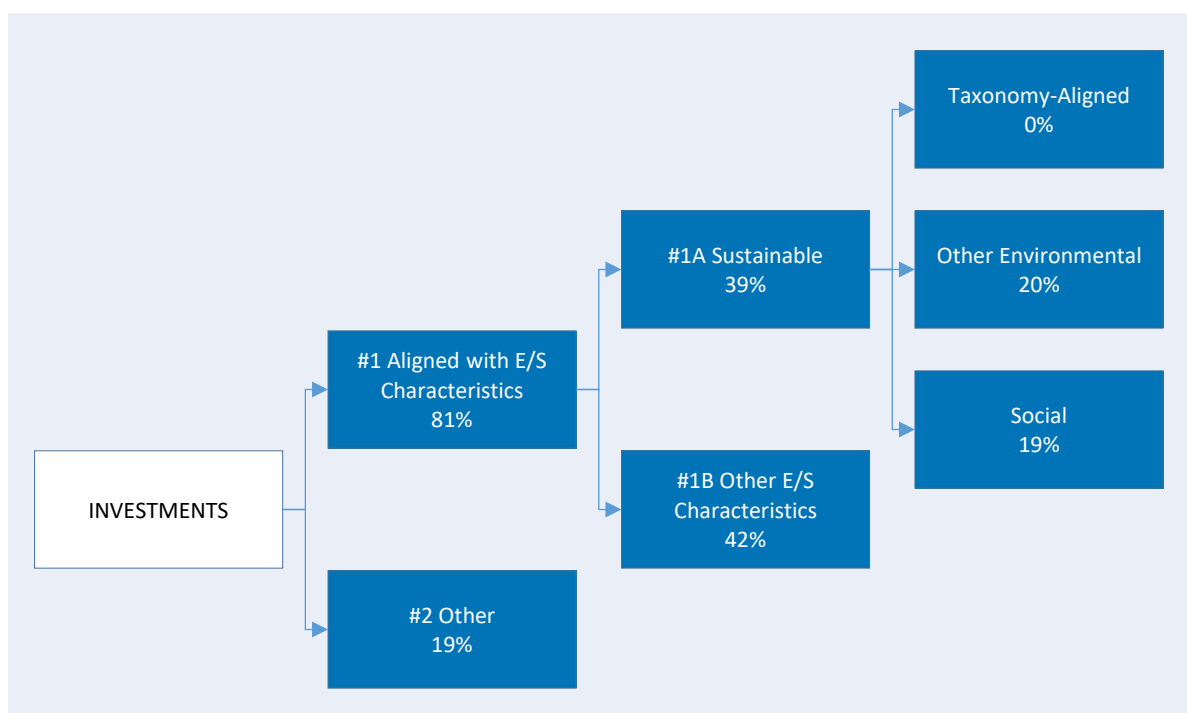 INVESTMENTS
#1 Aligned with E/S
Characteristics
81%
#2 Other
19%
#1A Sustainable
39%
#1B Other E/S
Characteristics
42%
Taxonomy-Aligned
0%
Other Environmental
20%
Social
19%